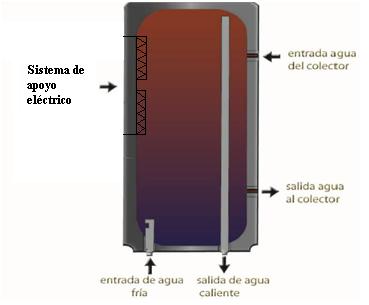 Sistema de
apoyo
eléctrico
entrada agua
del colector
salida agua
al colector
entrada de agua
fría
salida de agua
caliente